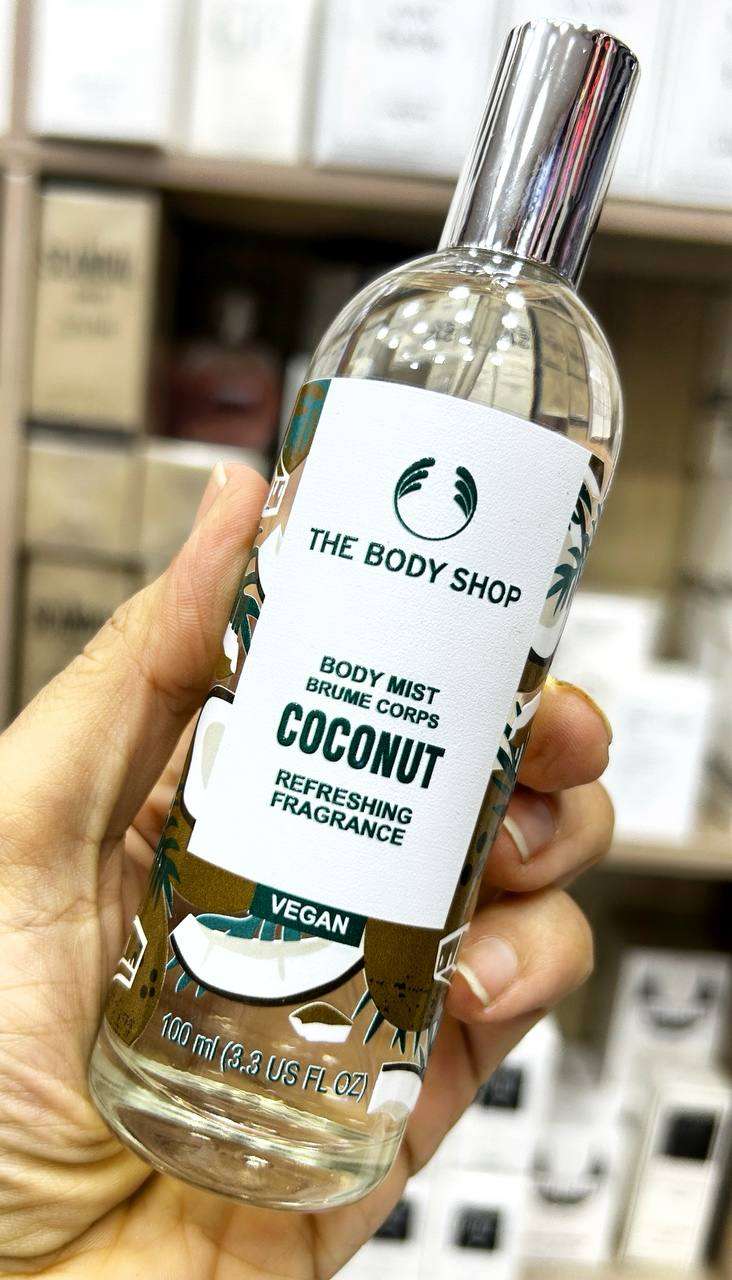 THE BODY SHOP
BODY MIST
BRUME CORPS
COCONUT
REFRESHING
FRAGRANCE
VEGAN
100 ml (3.3 US FL OZ)